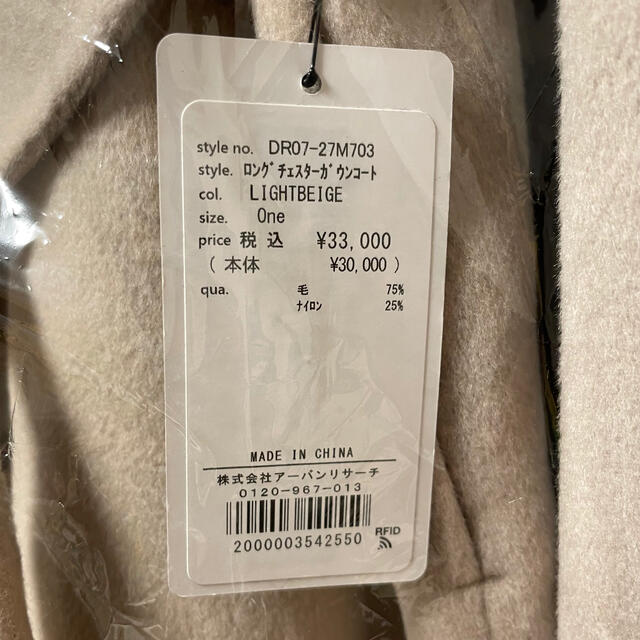 style no. DR07-27M703
style. ﾛﾝｸﾞﾁｪｽﾀｰｶﾞｳﾝｺｰﾄ
col. LIGHTBEIGE
size. One
price 税 込 ¥33,000
( 本体 ¥30,000 )
qua. 毛 75%
ﾅｲﾛﾝ 25%
MADE IN CHINA
株式会社アーバンリサーチ
0120-967-013
2000003542550
RFID